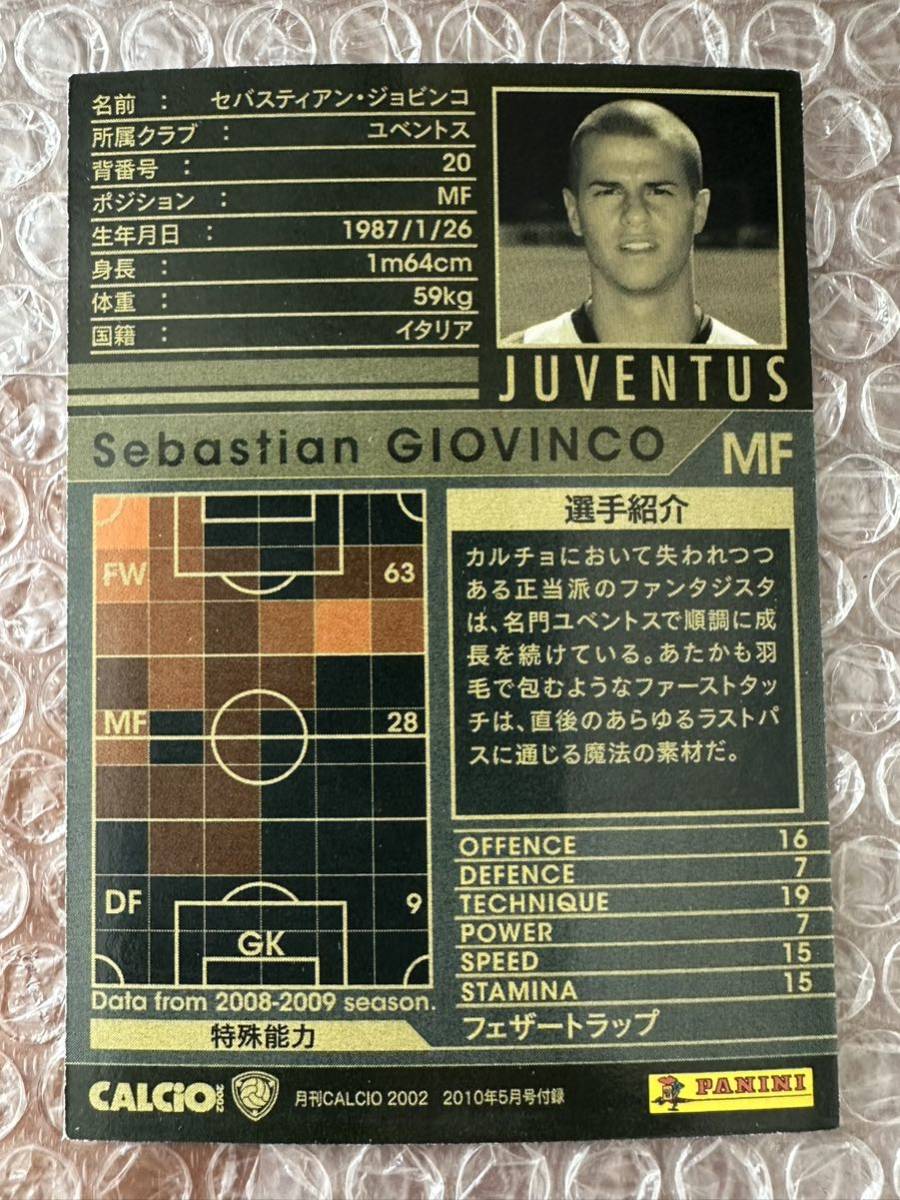 名前 : セバスティアン・ジョビンコ
所属クラブ : ユベントス
背番号 : 20
ポジション : MF
生年月日 : 1987/1/26
身長 : 1m64cm
体重 : 59kg
国籍 : イタリア
JUVENTUS
Sebastian GIOVINCO MF
FW 63
MF 28
DF 9
GK
Data from 2008-2009 season.
選手紹介
カルチョにおいて失われつつ
ある正当派のファンタジスタ
は、名門ユベントスで順調に成
長を続けている。あたかも羽
毛で包むようなファーストタッ
チは、直後のあらゆるラストパ
スに通じる魔法の素材だ。
OFFENCE 16
DEFENCE 7
TECHNIQUE 19
POWER 7
SPEED 15
STAMINA 15
特殊能力 フェザートラップ
CALCiO 2002 月刊CALCIO 2002 2010年5月号付録 PANINI